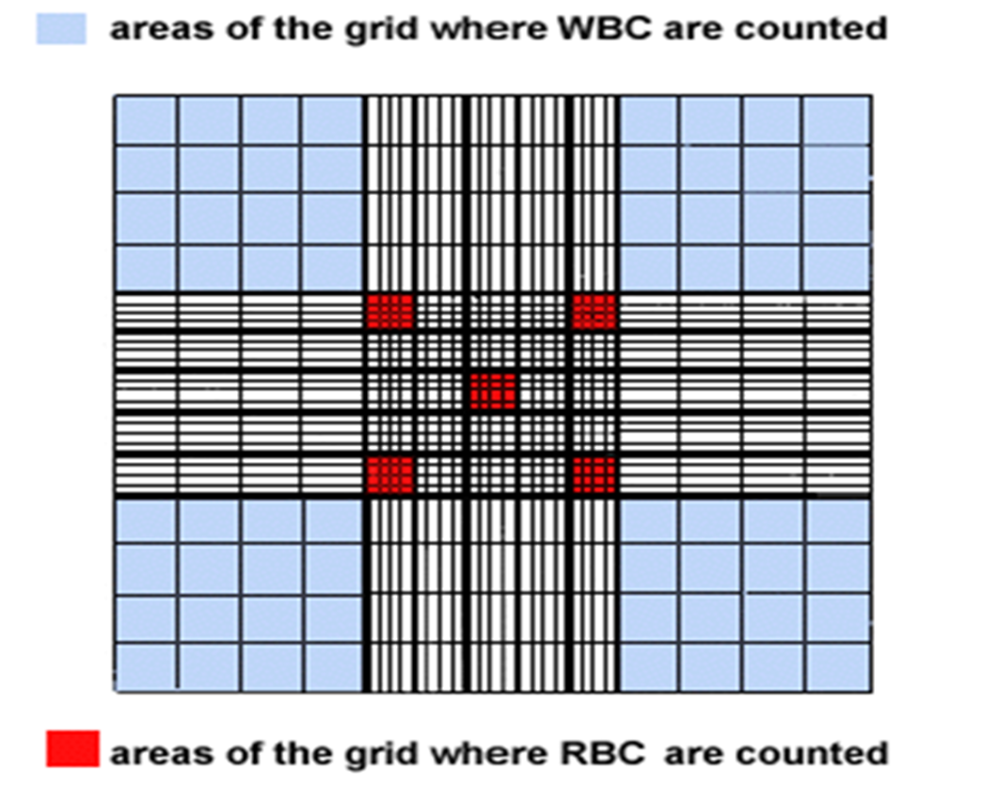 areas of the grid where WBC are counted
areas of the grid where RBC are counted